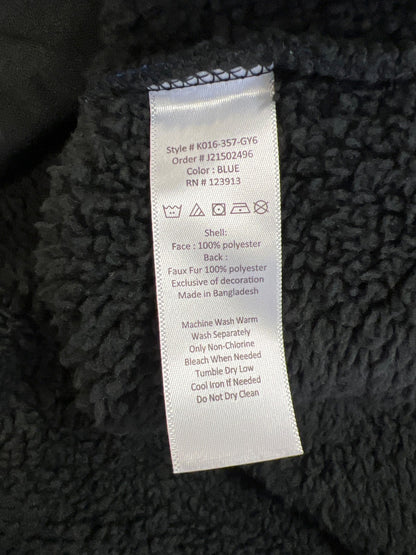 Style # K016-357-GY6
Order # J21502496
Color : BLUE
RN # 123913
Shell:
Face : 100% polyester
Back :
Faux Fur 100% polyester
Exclusive of decoration
Made in Bangladesh
Machine Wash Warm
Wash Separately
Only Non-Chlorine
Bleach When Needed
Tumble Dry Low
Cool Iron If Needed
Do Not Dry Clean